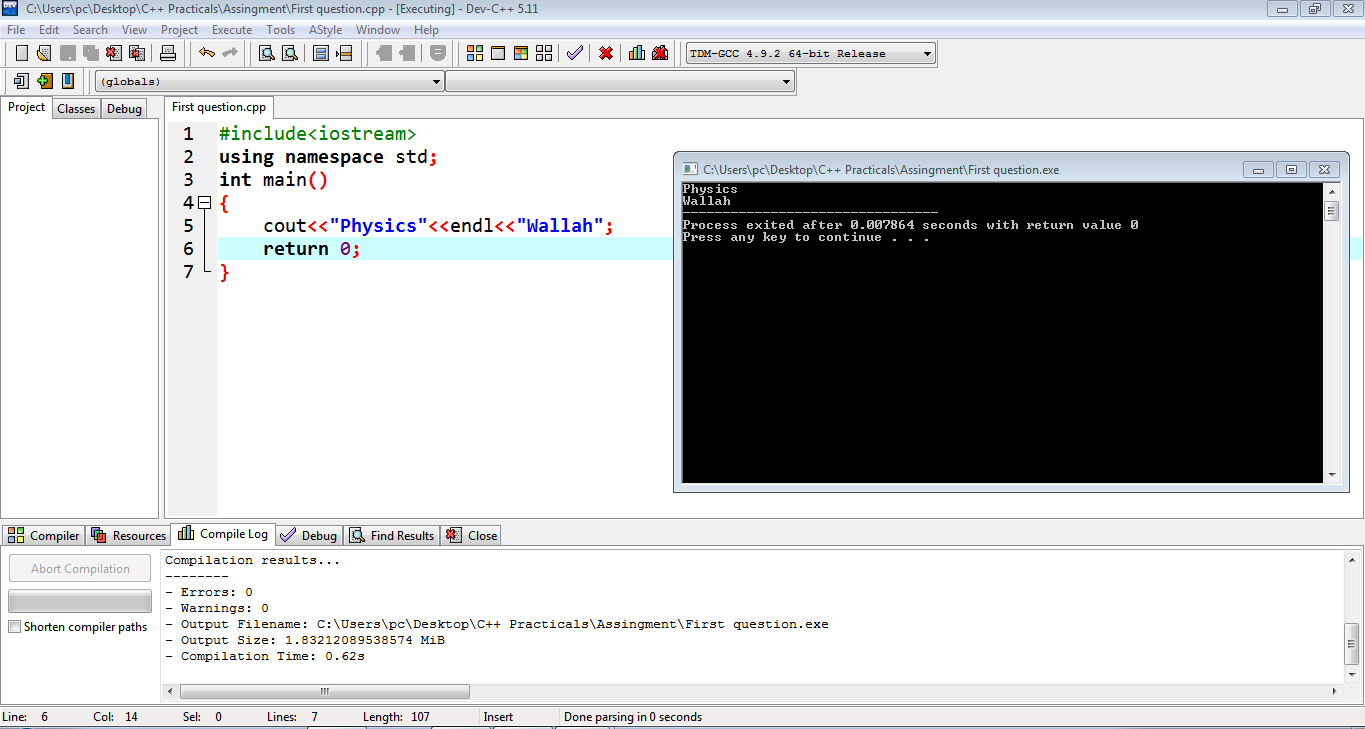 C:\Users\pc\Desktop\C++ Practicals\Assingment\First question.cpp - [Executing] - Dev-C++ 5.11
File Edit Search View Project Execute Tools AStyle Window Help
TDM-GCC 4.9.2 64-bit Release
(globals)
Project Classes Debug
First question.cpp
1 #include<iostream>
2 using namespace std;
3 int main()
4 {
5 cout<<"Physics"<<endl<<"Wallah";
6 return 0;
7 }
C:\Users\pc\Desktop\C++ Practicals\Assingment\First question.exe
Physics
Wallah
--------------------------------
Process exited after 0.007864 seconds with return value 0
Press any key to continue . . .
Compiler Resources Compile Log Debug Find Results Close
Abort Compilation
Shorten compiler paths
Compilation results...
--------
- Errors: 0
- Warnings: 0
- Output Filename: C:\Users\pc\Desktop\C++ Practicals\Assingment\First question.exe
- Output Size: 1.83212089538574 MiB
- Compilation Time: 0.62s
Line: 6 Col: 14 Sel: 0 Lines: 7 Length: 107 Insert Done parsing in 0 seconds